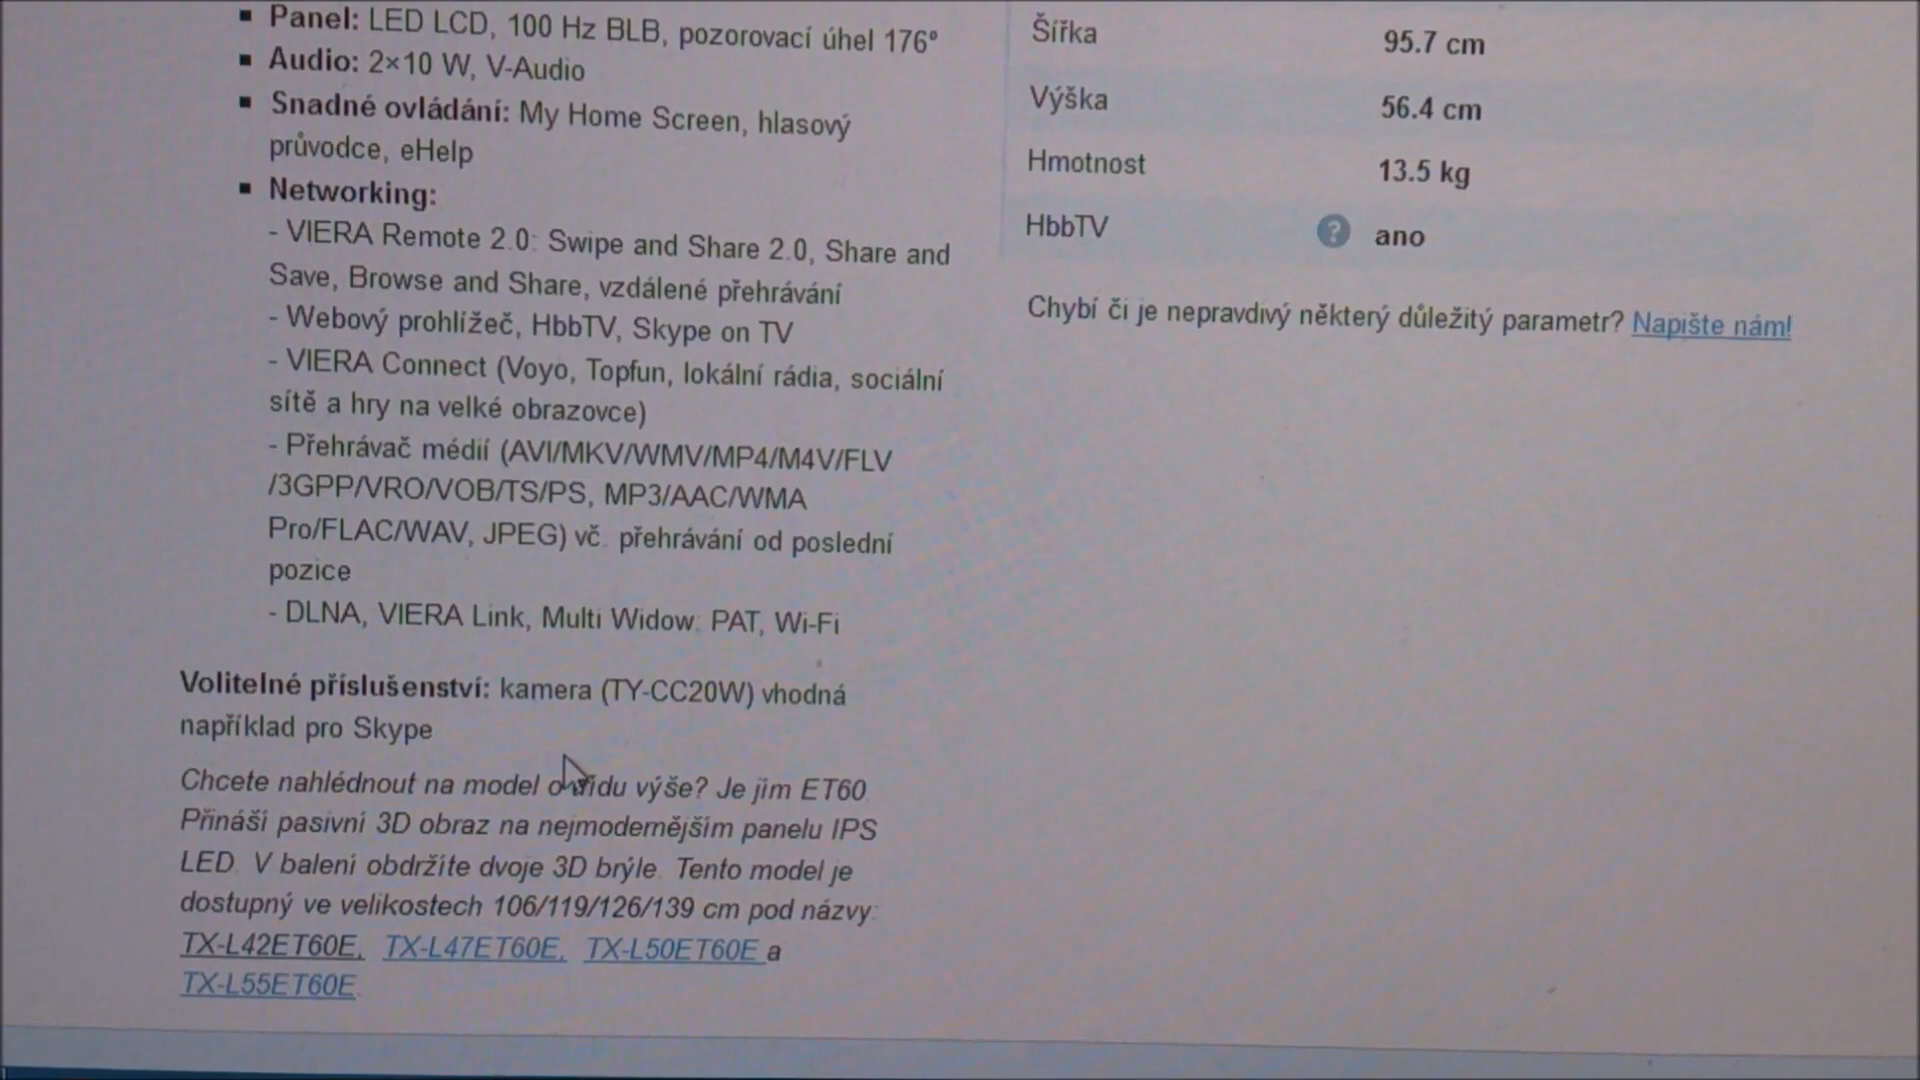 Panel: LED LCD, 100 Hz BLB, pozorovací úhel 176°
Audio: 2×10 W, V-Audio
Snadné ovládání: My Home Screen, hlasový
průvodce, eHelp
Networking:
- VIERA Remote 2.0: Swipe and Share 2.0, Share and
Save, Browse and Share, vzdálené přehrávání
- Webový prohlížeč, HbbTV, Skype on TV
- VIERA Connect (Voyo, Topfun, lokální rádia, sociální
sítě a hry na velké obrazovce)
- Přehrávač médií (AVI/MKV/WMV/MP4/M4V/FLV
/3GPP/VRO/VOB/TS/PS, MP3/AAC/WMA
Pro/FLAC/WAV, JPEG) vč. přehrávání od poslední
pozice
- DLNA, VIERA Link, Multi Widow: PAT, Wi-Fi
Volitelné příslušenství: kamera (TY-CC20W) vhodná
například pro Skype
Chcete nahlédnout na model o třídu výše? Je jím ET60.
Přináší pasivní 3D obraz na nejmodernějším panelu IPS
LED. V balení obdržíte dvoje 3D brýle. Tento model je
dostupný ve velikostech 106/119/126/139 cm pod názvy:
TX-L42ET60E, TX-L47ET60E, TX-L50ET60E a
TX-L55ET60E.
Šířka 95.7 cm
Výška 56.4 cm
Hmotnost 13.5 kg
HbbTV ? ano
Chybí či je nepravdivý některý důležitý parametr? Napište nám!